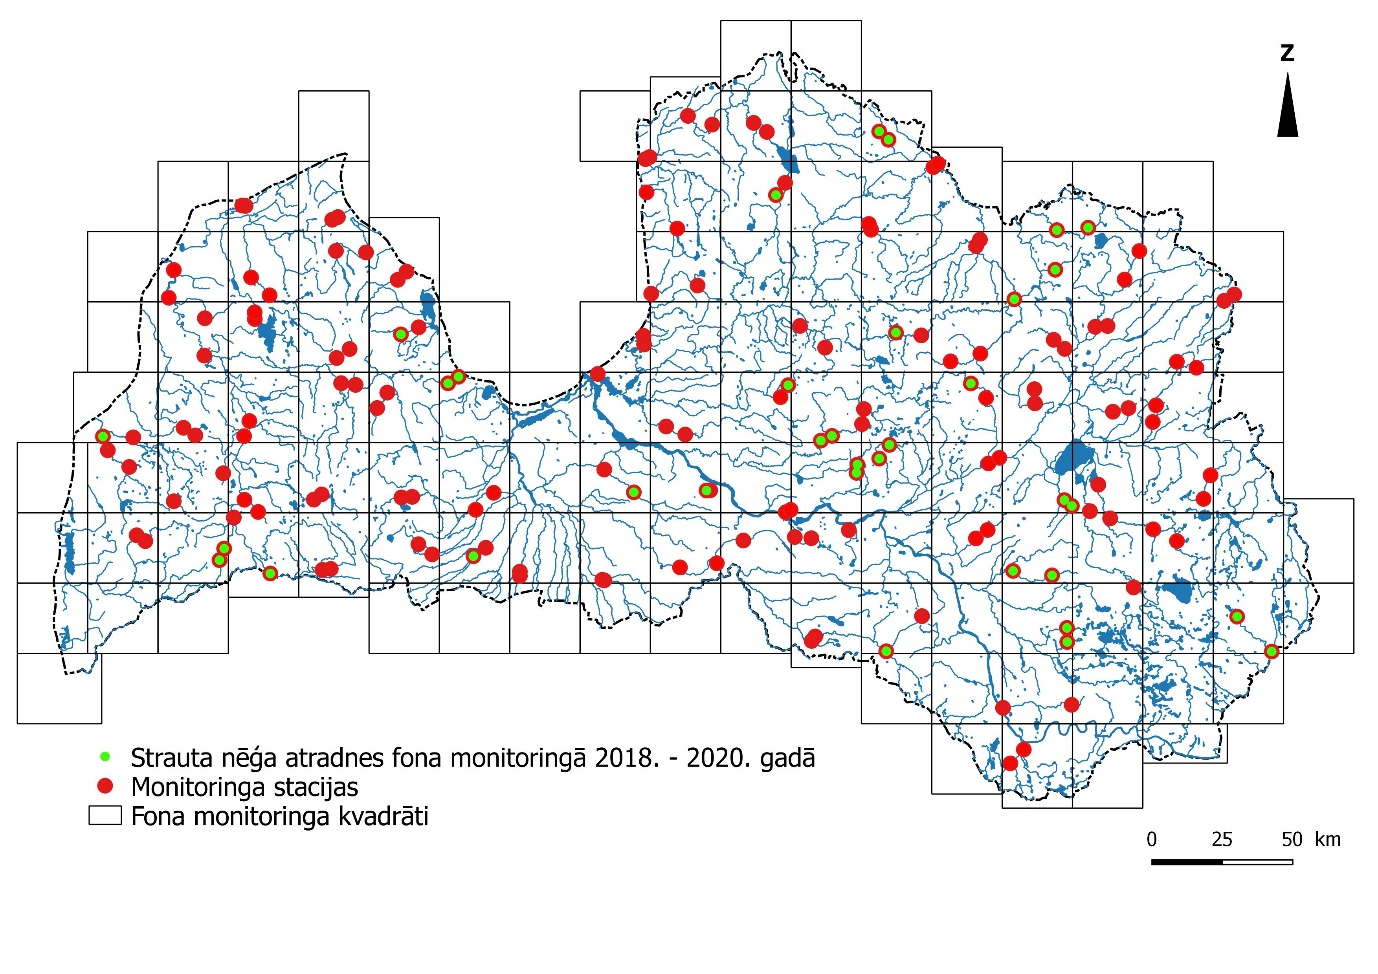 Z
Strauta nēģa atradnes fona monitoringā 2018. - 2020. gadā
Monitoringa stacijas
Fona monitoringa kvadrāti
0 25 50 km